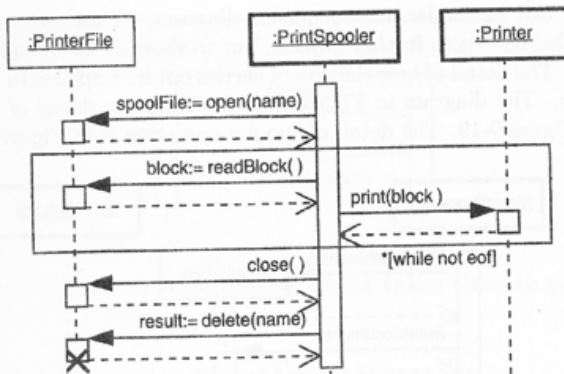 :PrinterFile
:PrintSpooler
:Printer
spoolFile:= open(name)
block:= readBlock( )
print(block )
*[while not eof]
close( )
result:= delete(name)